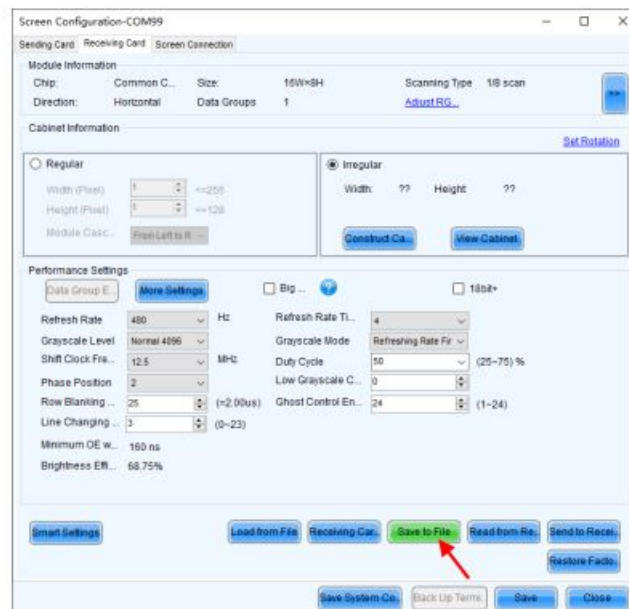 Screen Configuration-COM99
Sending Card Receiving Card Screen Connection
Module Information
Chip: Common C... Size: 16W×8H Scanning Type 1/8 scan
Direction: Horizontal Data Groups 1 Adjust RG...
>>
Cabinet Information
Set Rotation
Regular
Width (Pixel) 1 <=256
Height (Pixel) 1 <=128
Module Casc... From Left to R
Irregular
Width: ?? Height: ??
Construct Ca... View Cabinet
Performance Settings
Data Group E... More Settings Big ... ? 18bit+
Refresh Rate 480 Hz Refresh Rate Ti... 4
Grayscale Level Normal 4096 Grayscale Mode Refreshing Rate Fir
Shift Clock Fre... 12.5 MHz Duty Cycle 50 (25~75) %
Phase Position 2 Low Grayscale C... 0
Row Blanking ... 25 (=2.00us) Ghost Control En... 24 (1~24)
Line Changing ... 3 (0~23)
Minimum OE w... 160 ns
Brightness Effi... 68.75%
Smart Settings Load from File Receiving Car... Save to File Read from Re... Send to Recei...
Restore Facto...
Save System Co... Back Up Termi... Save Close